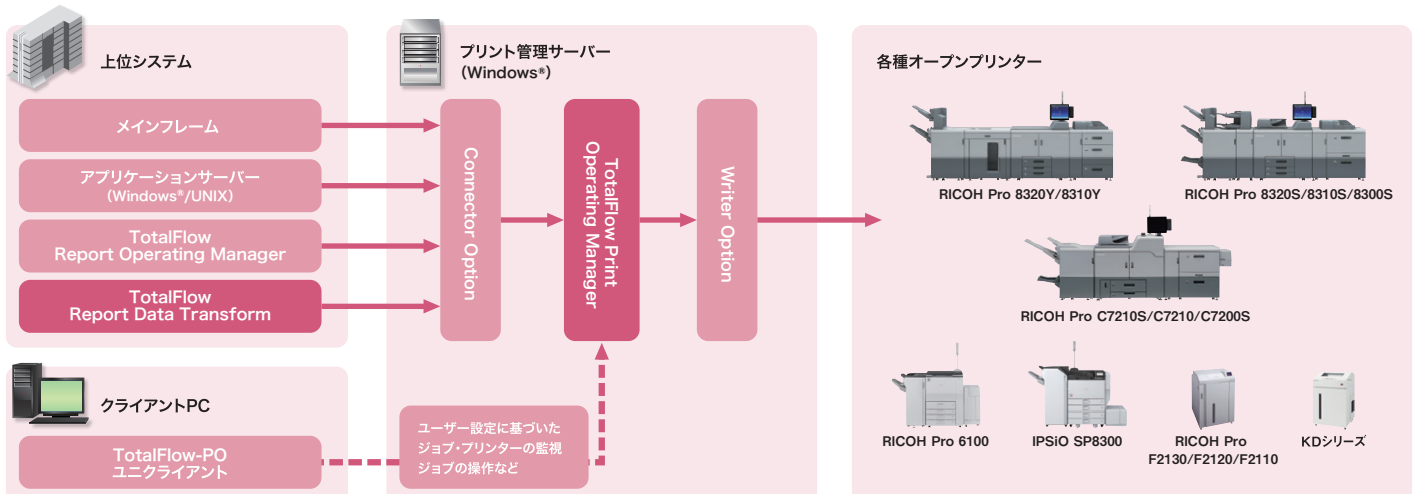 上位システム
メインフレーム
アプリケーションサーバー
（Windows®/UNIX）
TotalFlow
Report Operating Manager
TotalFlow
Report Data Transform
クライアントPC
TotalFlow-PO
ユニクライアント
プリント管理サーバー
（Windows®）
Connector Option
TotalFlow Print
Operating Manager
Writer Option
ユーザー設定に基づいた
ジョブ・プリンターの監視
ジョブの操作など
各種オープンプリンター
RICOH Pro 8320Y/8310Y
RICOH Pro 8320S/8310S/8300S
RICOH Pro C7210S/C7210/C7200S
RICOH Pro 6100
IPSiO SP8300
RICOH Pro
F2130/F2120/F2110
KDシリーズ